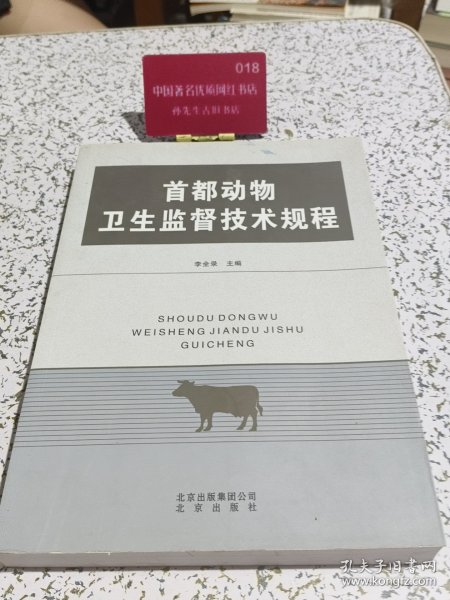 018
中国著名优质网红书店
孙先生古旧书店
首都动物
卫生监督技术规程
李全录 主编
SHOUDU DONGWU
WEISHENG JIANDU JISHU
GUICHENG
北京出版集团公司
北京出版社
孔夫子旧书网
www.kongfz.com